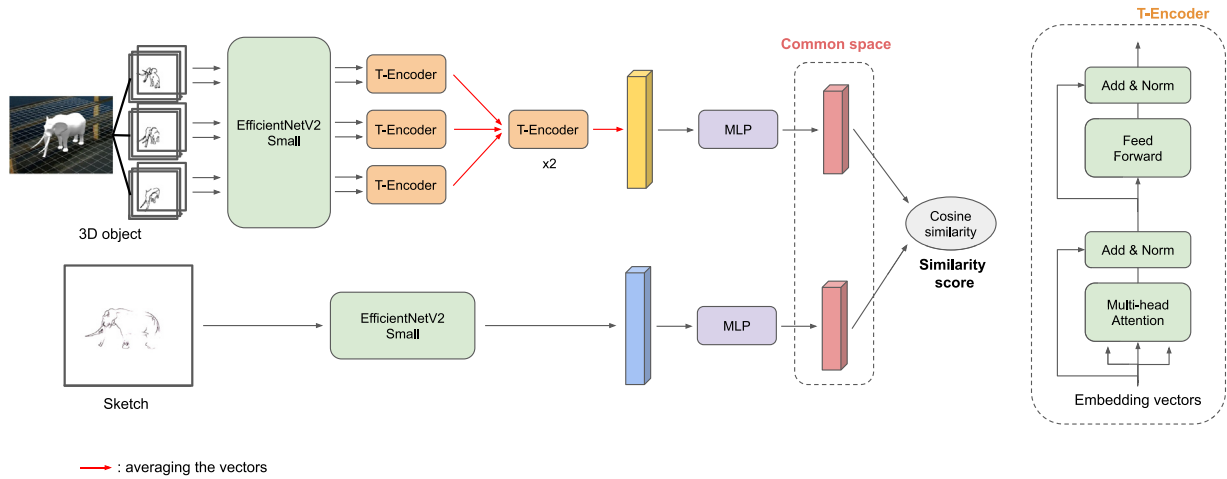 T-Encoder
Common space
T-Encoder
EfficientNetV2
Small
T-Encoder
T-Encoder
x2
MLP
T-Encoder
3D object
Cosine
similarity
Similarity
score
EfficientNetV2
Small
MLP
Sketch
Add & Norm
Feed
Forward
Add & Norm
Multi-head
Attention
Embedding vectors
: averaging the vectors